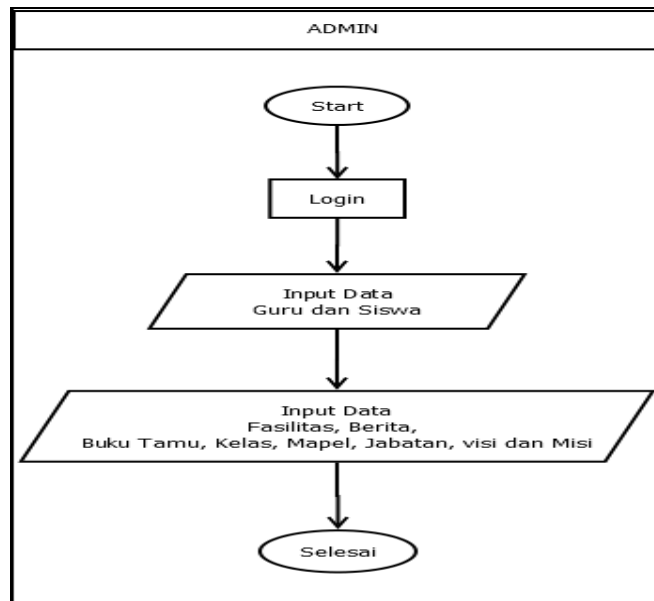 ADMIN
Start
Login
Input Data
Guru dan Siswa
Input Data
Fasilitas, Berita,
Buku Tamu, Kelas, Mapel, Jabatan, visi dan Misi
Selesai